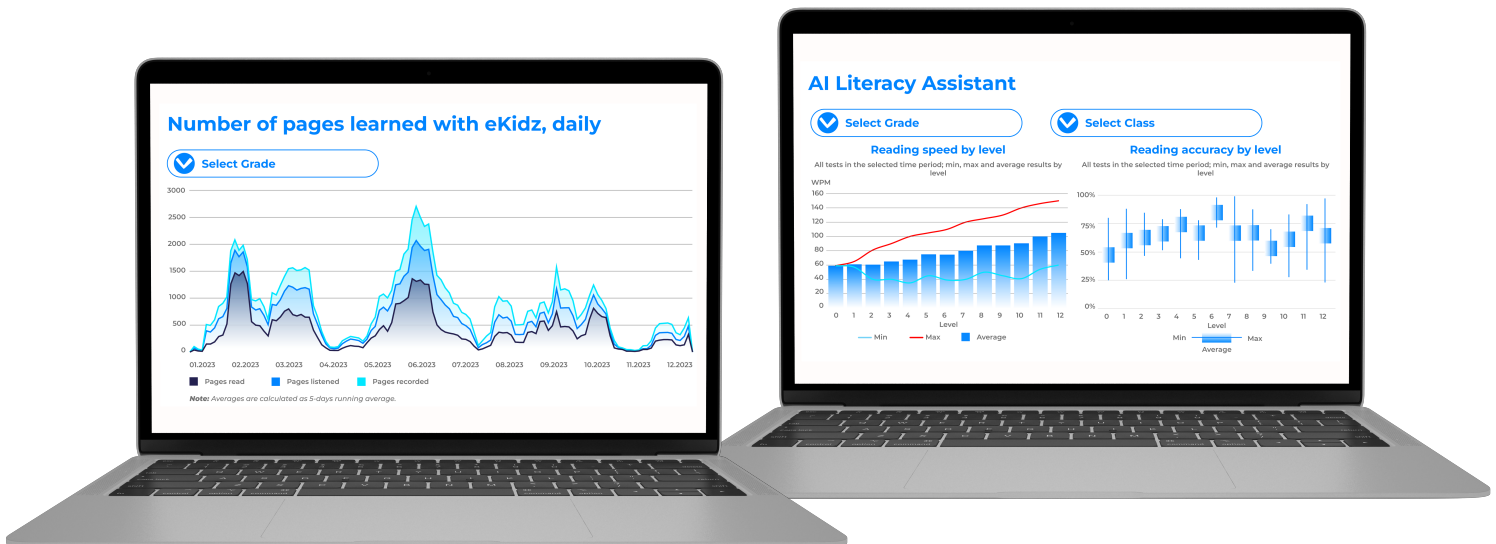 Number of pages learned with eKidz, daily
Select Grade
3000
2500
2000
1500
1000
500
0
01.2023 02.2023 03.2023 04.2023 05.2023 06.2023 07.2023 08.2023 09.2023 10.2023 11.2023 12.2023
Pages read Pages listened Pages recorded
Note: Averages are calculated as 5-days running average.
AI Literacy Assistant
Select Grade Select Class
Reading speed by level
All tests in the selected time period; min, max and average results by
level
WPM
160
140
120
100
80
60
40
20
0
0 1 2 3 4 5 6 7 8 9 10 11 12
Level
Min Max Average
Reading accuracy by level
All tests in the selected time period; min, max and average results by
level
100%
75%
50%
25%
0%
0 1 2 3 4 5 6 7 8 9 10 11 12
Level
Min Max
Average